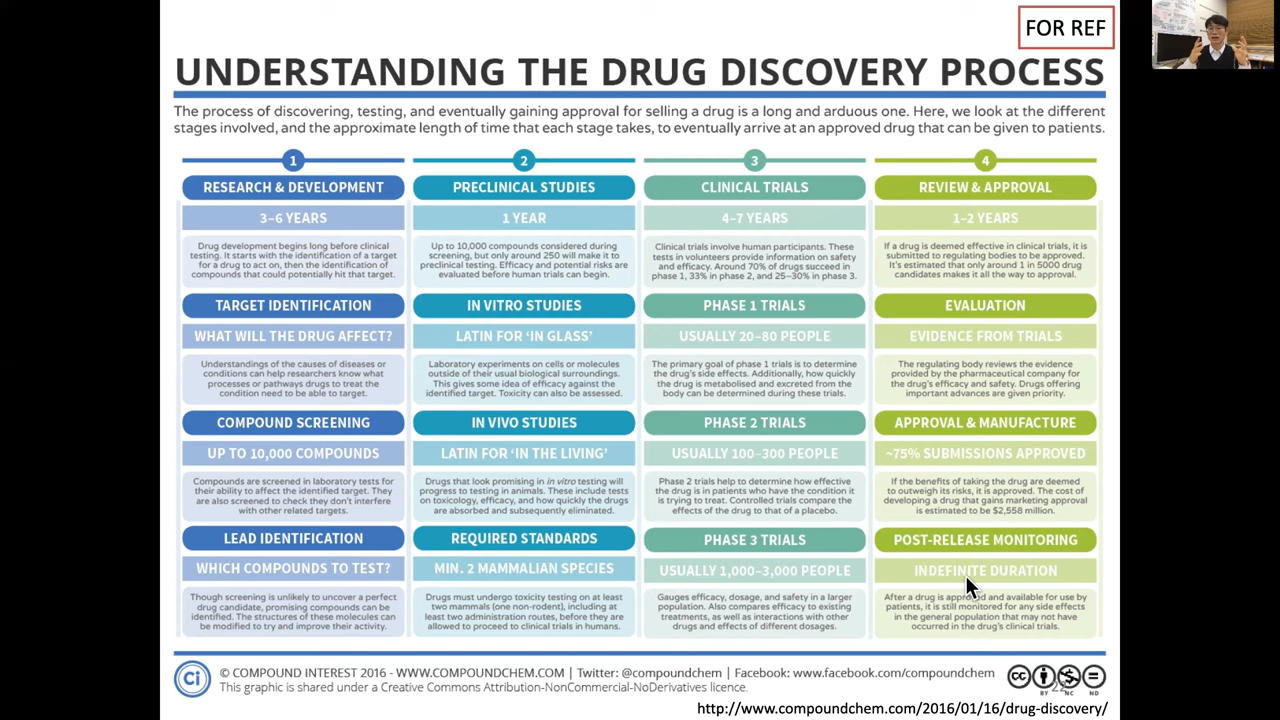 FOR REF
UNDERSTANDING THE DRUG DISCOVERY PROCESS
The process of discovering, testing, and eventually gaining approval for selling a drug is a long and arduous one. Here, we look at the different
stages involved, and the approximate length of time that each stage takes, to eventually arrive at an approved drug that can be given to patients.
1
RESEARCH & DEVELOPMENT
3–6 YEARS
Drug development begins long before clinical
testing. It starts with the identification of a target
for a drug to act on, then the identification of
compounds that could potentially hit that target.
TARGET IDENTIFICATION
WHAT WILL THE DRUG AFFECT?
Understandings of the causes of diseases or
conditions can help researchers know what
processes or pathways drugs to treat the
condition need to be able to target.
COMPOUND SCREENING
UP TO 10,000 COMPOUNDS
Compounds are screened in laboratory tests for
their ability to affect the identified target. They
are also screened to check they don't interfere
with other related targets.
LEAD IDENTIFICATION
WHICH COMPOUNDS TO TEST?
Though screening is unlikely to uncover a perfect
drug candidate, promising compounds can be
identified. The structures of these molecules can
be modified to try and improve their activity.
2
PRECLINICAL STUDIES
1 YEAR
Up to 10,000 compounds considered during
screening, but only around 250 will make it to
preclinical testing. Efficacy and potential risks are
evaluated before human trials can begin.
IN VITRO STUDIES
LATIN FOR 'IN GLASS'
Laboratory experiments on cells or molecules
outside of their usual biological surroundings.
This gives some idea of efficacy against the
identified target. Toxicity can also be assessed.
IN VIVO STUDIES
LATIN FOR 'IN THE LIVING'
Drugs that look promising in in vitro testing will
progress to testing in animals. These include tests
on toxicology, efficacy, and how quickly the drugs
are absorbed and subsequently eliminated.
REQUIRED STANDARDS
MIN. 2 MAMMALIAN SPECIES
Drugs must undergo toxicity testing on at least
two mammals (one non-rodent), including at
least two administration routes, before they are
allowed to proceed to clinical trials in humans.
3
CLINICAL TRIALS
4–7 YEARS
Clinical trials involve human participants. These
tests in volunteers provide information on safety
and efficacy. Around 70% of drugs succeed in
phase 1, 33% in phase 2, and 25–30% in phase 3.
PHASE 1 TRIALS
USUALLY 20–80 PEOPLE
The primary goal of phase 1 trials is to determine
the drug's side effects. Additionally, how quickly
the drug is metabolised and excreted from the
body can be determined during these trials.
PHASE 2 TRIALS
USUALLY 100–300 PEOPLE
Phase 2 trials help to determine how effective
the drug is in patients who have the condition it
is trying to treat. Controlled trials compare the
effects of the drug to that of a placebo.
PHASE 3 TRIALS
USUALLY 1,000–3,000 PEOPLE
Gauges efficacy, dosage, and safety in a larger
population. Also compares efficacy to existing
treatments, as well as interactions with other
drugs and effects of different dosages.
4
REVIEW & APPROVAL
1–2 YEARS
If a drug is deemed effective in clinical trials, it is
submitted to regulating bodies to be approved.
It's estimated that only around 1 in 5000 drug
candidates makes it all the way to approval.
EVALUATION
EVIDENCE FROM TRIALS
The regulating body reviews the evidence
provided by the pharmaceutical company for
the drug's efficacy and safety. Drugs offering
important advances are given priority.
APPROVAL & MANUFACTURE
~75% SUBMISSIONS APPROVED
If the benefits of taking the drug are deemed
to outweigh its risks, it is approved. The cost of
developing a drug that gains marketing approval
is estimated to be $2,558 million.
POST-RELEASE MONITORING
INDEFINITE DURATION
After a drug is approved and available for use by
patients, it is still monitored for any side effects
in the general population that may not have
occurred in the drug's clinical trials.
Ci
© COMPOUND INTEREST 2016 - WWW.COMPOUNDCHEM.COM | Twitter: @compoundchem | Facebook: www.facebook.com/compoundchem
This graphic is shared under a Creative Commons Attribution-NonCommercial-NoDerivatives licence.
cc
BY NC ND
22
http://www.compoundchem.com/2016/01/16/drug-discovery/